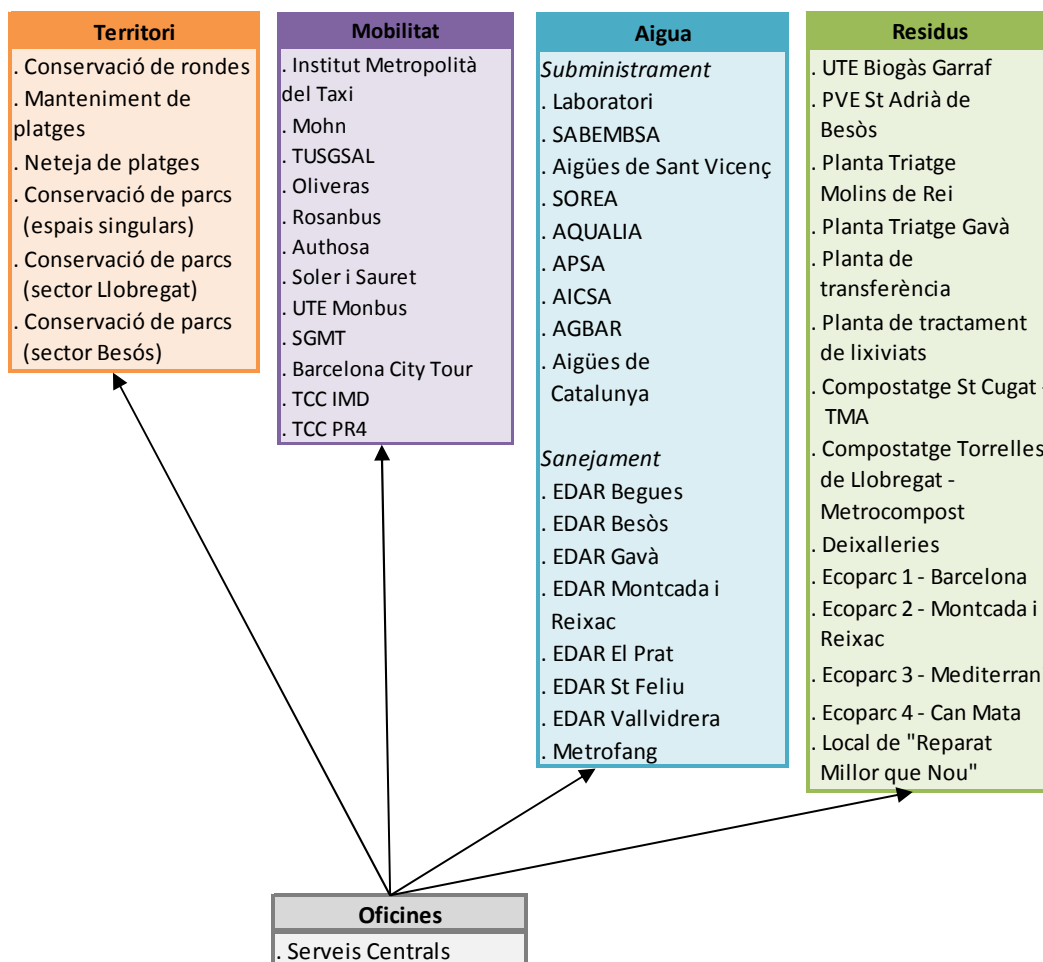 Territori
. Conservació de rondes
. Manteniment de
platges
. Neteja de platges
. Conservació de parcs
(espais singulars)
. Conservació de parcs
(sector Llobregat)
. Conservació de parcs
(sector Besós)
Mobilitat
. Institut Metropolità
del Taxi
. Mohn
. TUSGSAL
. Oliveras
. Rosanbus
. Authosa
. Soler i Sauret
. UTE Monbus
. SGMT
. Barcelona City Tour
. TCC IMD
. TCC PR4
Aigua
Subministrament
. Laboratori
. SABEMBSA
. Aigües de Sant Vicenç
. SOREA
. AQUALIA
. APSA
. AICSA
. AGBAR
. Aigües de
Catalunya
Sanejament
. EDAR Begues
. EDAR Besòs
. EDAR Gavà
. EDAR Montcada i
Reixac
. EDAR El Prat
. EDAR St Feliu
. EDAR Vallvidrera
. Metrofang
Residus
. UTE Biogàs Garraf
. PVE St Adrià de
Besòs
. Planta Triatge
Molins de Rei
. Planta Triatge Gavà
. Planta de
transferència
. Planta de tractament
de lixiviats
. Compostatge St Cugat -
TMA
. Compostatge Torrelles
de Llobregat -
Metrocompost
. Deixalleries
. Ecoparc 1 - Barcelona
. Ecoparc 2 - Montcada i
Reixac
. Ecoparc 3 - Mediterran
. Ecoparc 4 - Can Mata
. Local de "Reparat
Millor que Nou"
Oficines
. Serveis Centrals